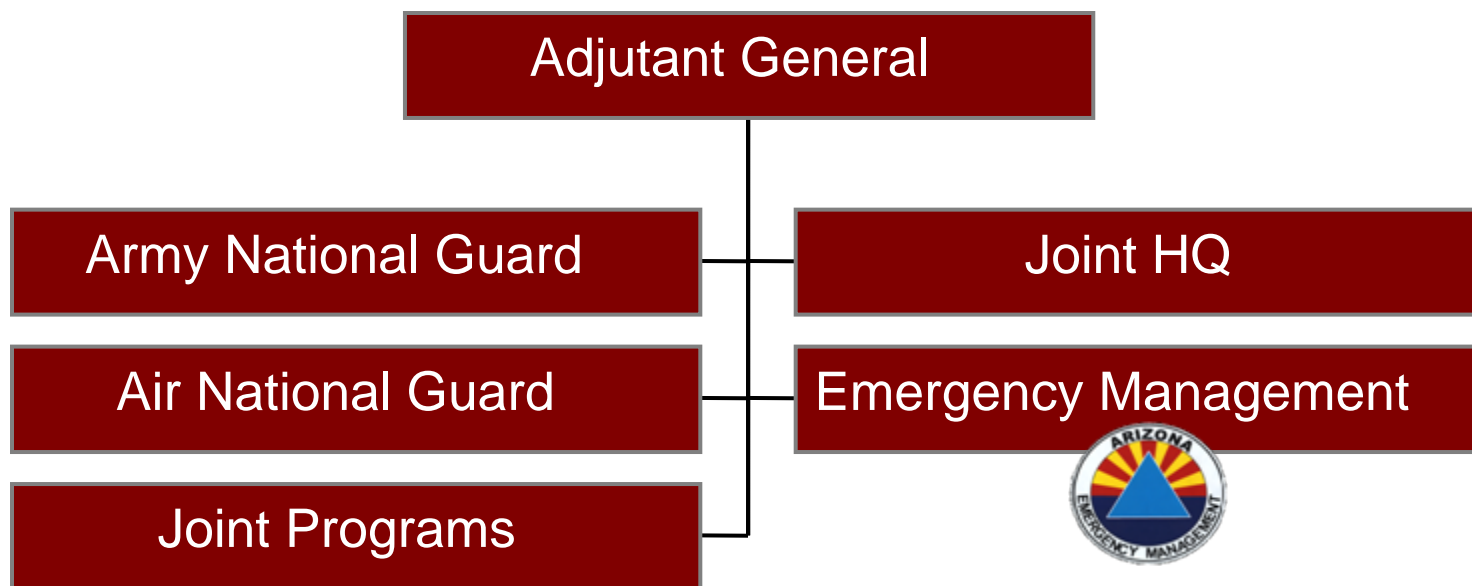 Adjutant General
Army National Guard
Joint HQ
Air National Guard
Emergency Management
Joint Programs
ARIZONA
EMERGENCY MANAGEMENT